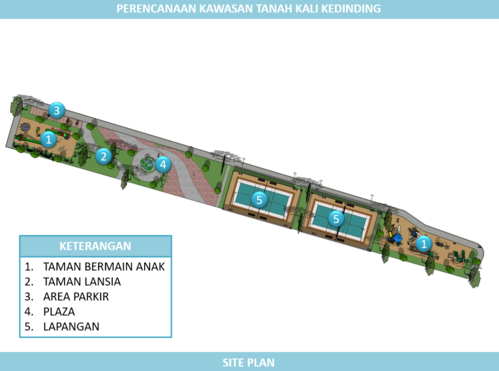 PERENCANAAN KAWASAN TANAH KALI KEDINDING
3
1
2
4
5
5
1
KETERANGAN
1. TAMAN BERMAIN ANAK
2. TAMAN LANSIA
3. AREA PARKIR
4. PLAZA
5. LAPANGAN
SITE PLAN